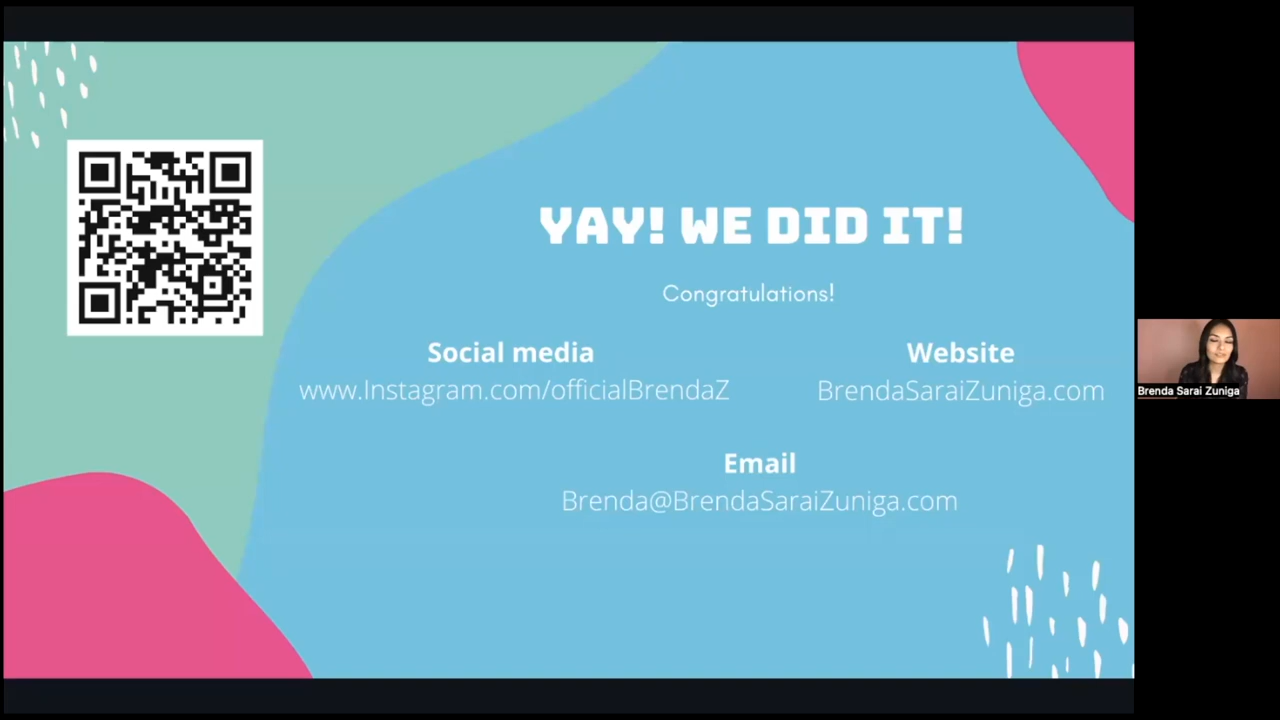 YAY! WE DID IT!
Congratulations!
Social media
www.Instagram.com/officialBrendaZ
Website
BrendaSaraiZuniga.com
Email
Brenda@BrendaSaraiZuniga.com
Brenda Sarai Zuniga